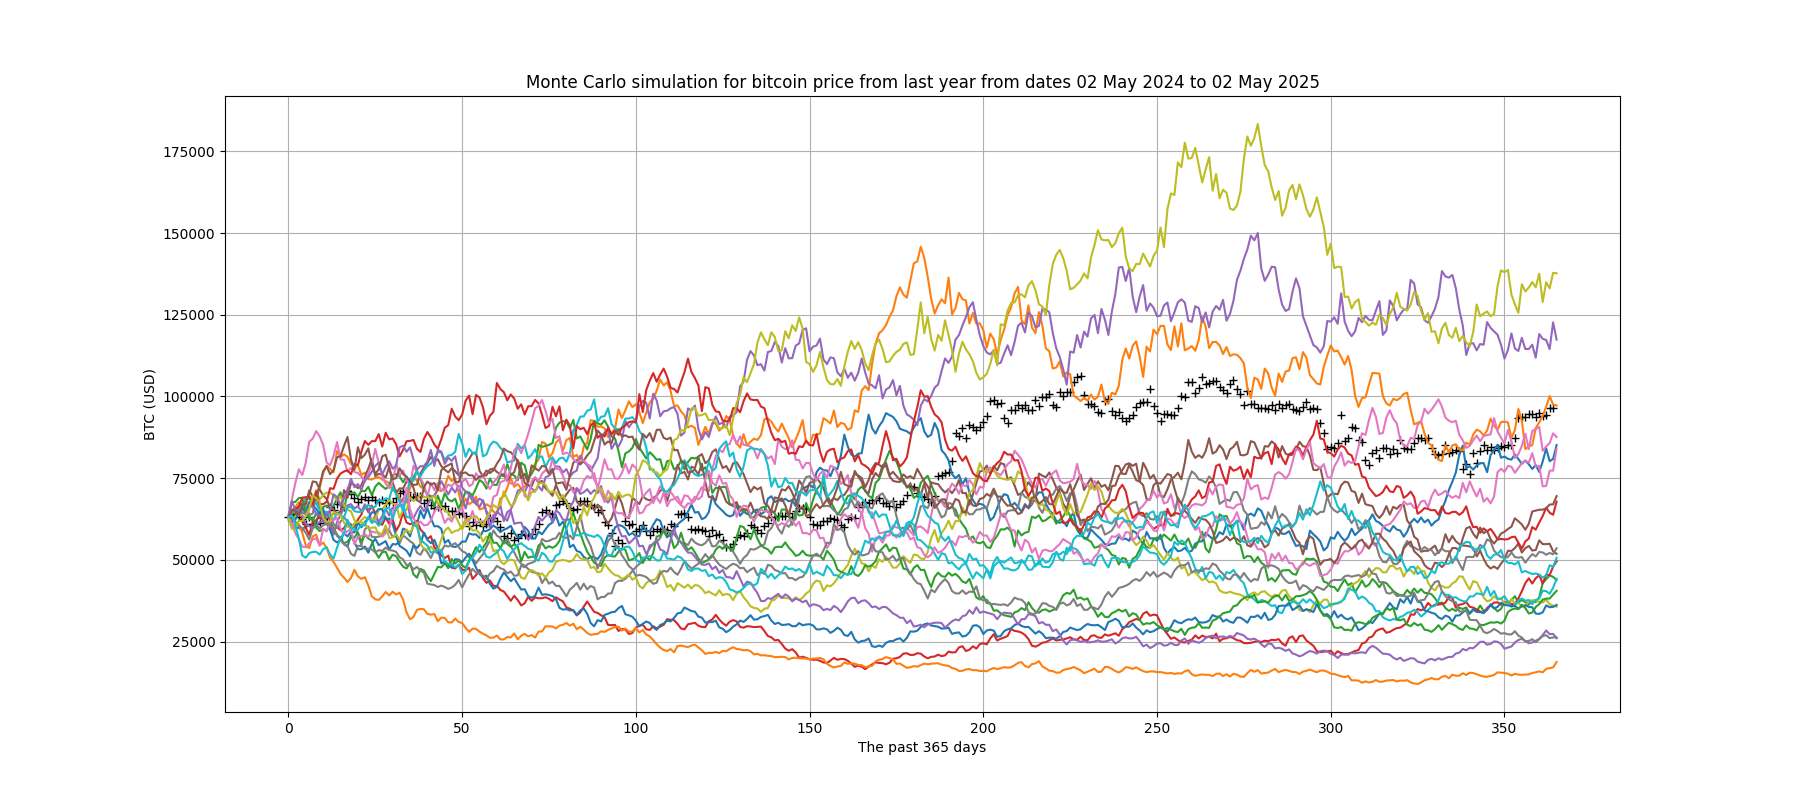 Monte Carlo simulation for bitcoin price from last year from dates 02 May 2024 to 02 May 2025
175000
150000
125000
100000
75000
50000
25000
BTC (USD)
0 50 100 150 200 250 300 350
The past 365 days